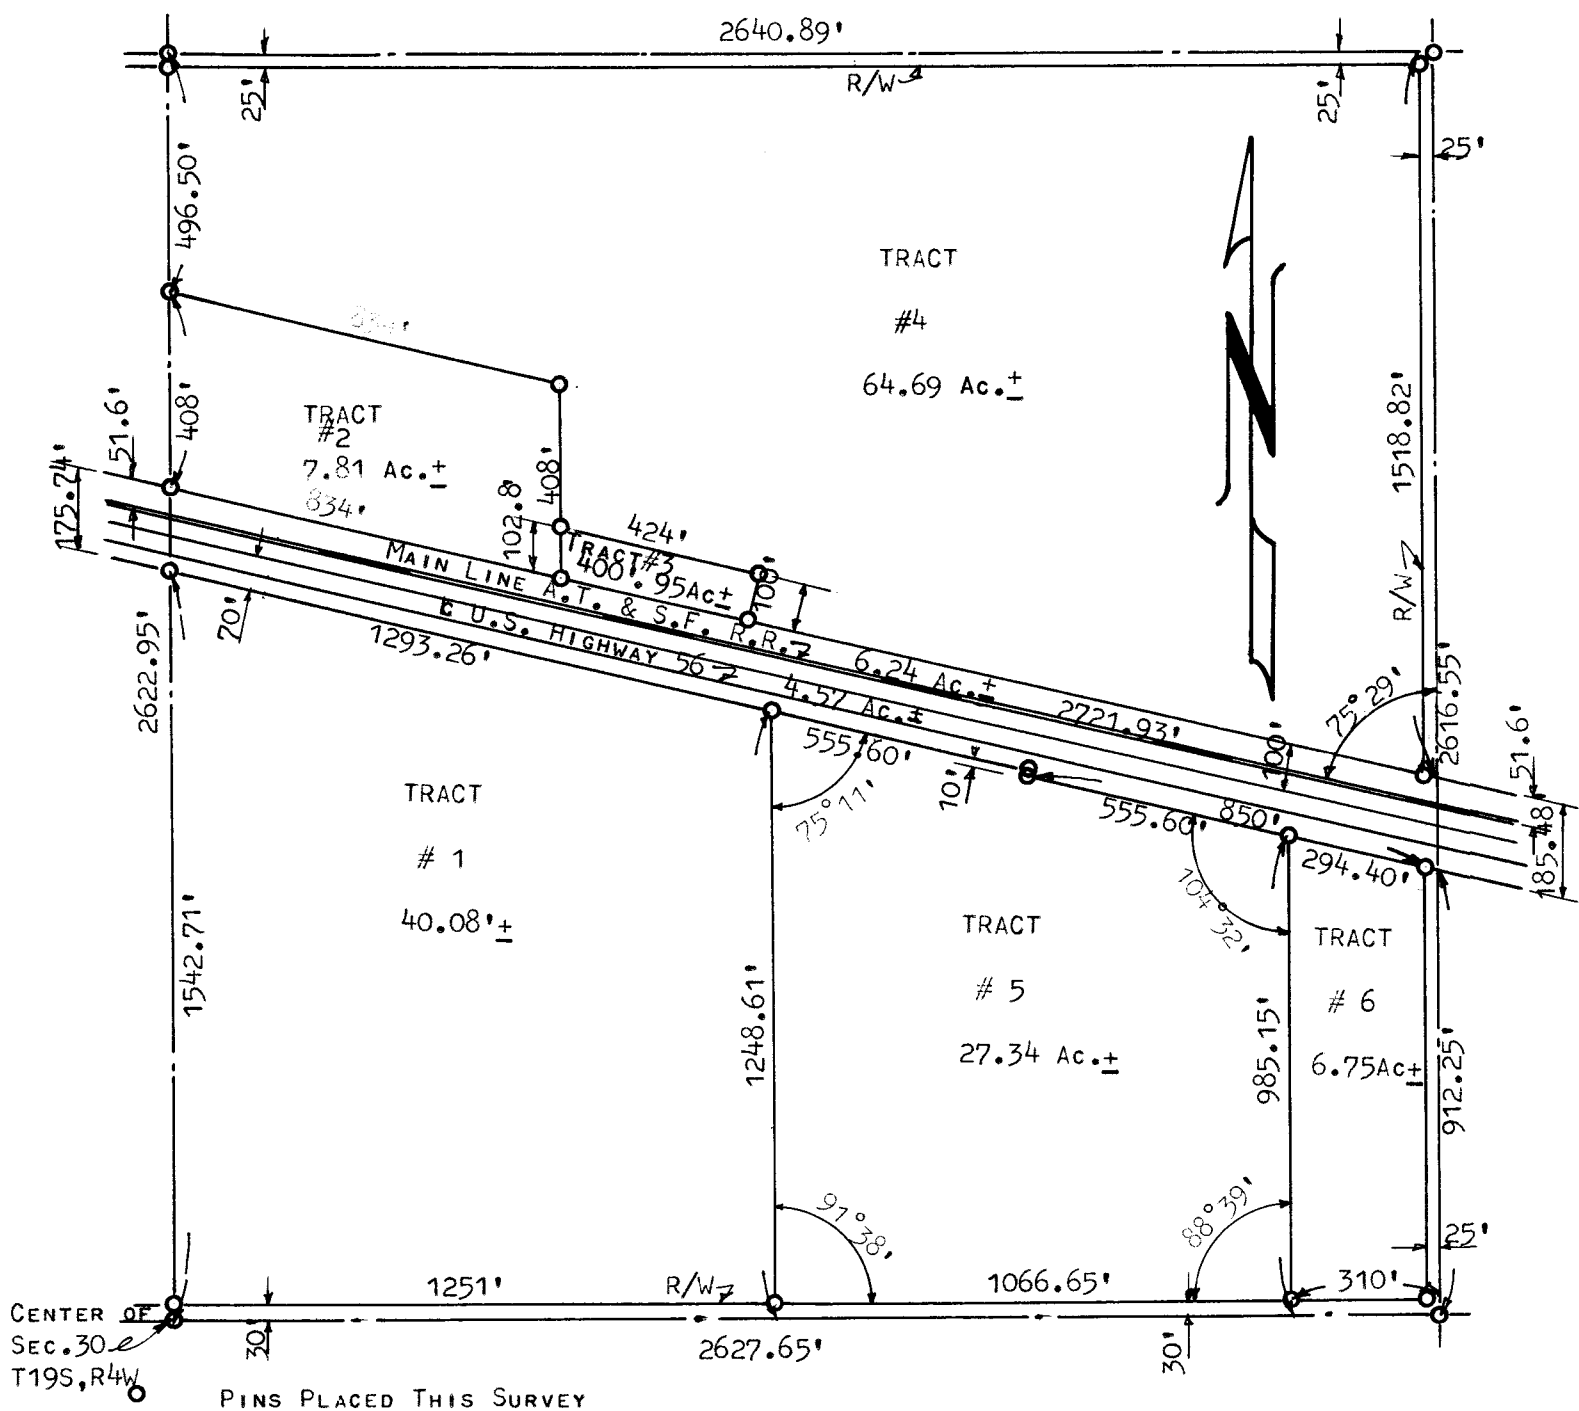 2640.89'
R/W
25'
25'
25'
496.50'
TRACT
#4
64.69 Ac.±
834'
408'
51.6'
175.74'
TRACT
#2
7.81 Ac.±
834'
408'
102.8'
424'
TRACT #3
.95Ac±
400'
100'
1518.82'
R/W
MAIN LINE A.T. & S.F. R.R.
U.S. HIGHWAY 56
70'
1293.26'
6.24 Ac.±
4.57 Ac.±
2721.93'
75°29'
2616.55'
2622.95'
100'
51.6'
185.48
555.60'
10'
75°11'
555.60'
850'
294.40'
104°32'
TRACT
# 1
40.08'±
1542.71'
1248.61'
TRACT
# 5
27.34 Ac.±
985.15'
TRACT
# 6
6.75Ac±
912.25'
91°38'
88°39'
25'
1251'
R/W
1066.65'
310'
CENTER OF
SEC.30
T19S,R4W
30
2627.65'
30'
PINS PLACED THIS SURVEY